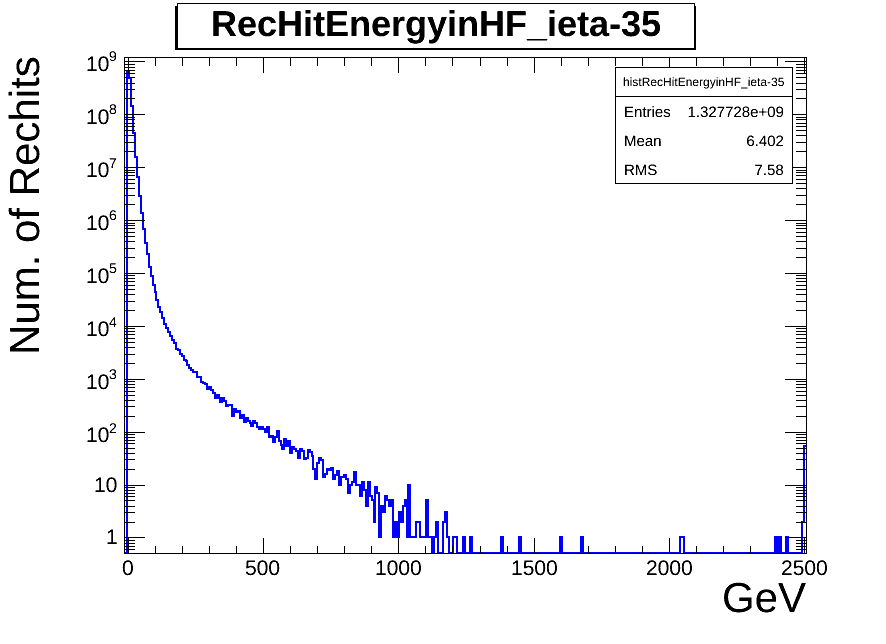 RecHitEnergyinHF_ieta-35
histRecHitEnergyinHF_ieta-35
Entries 1.327728e+09
Mean 6.402
RMS 7.58
Num. of Rechits
10⁹
10⁸
10⁷
10⁶
10⁵
10⁴
10³
10²
10
1
0 500 1000 1500 2000 2500
GeV